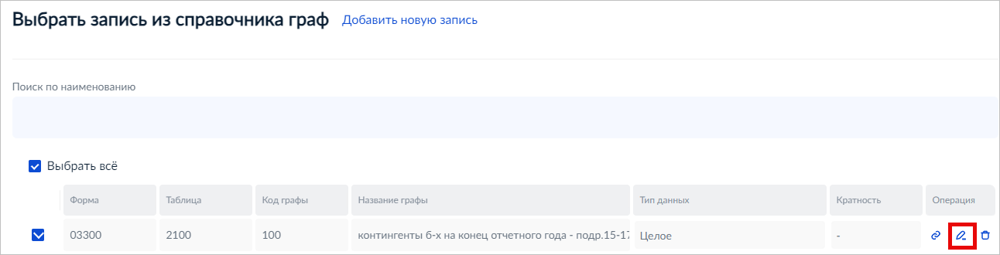 Выбрать запись из справочника граф Добавить новую запись
Поиск по наименованию
Выбрать всё
Форма Таблица Код графы Название графы Тип данных Кратность Операция
03300 2100 100 контингенты б-х на конец отчетного года - подр.15-17 Целое -